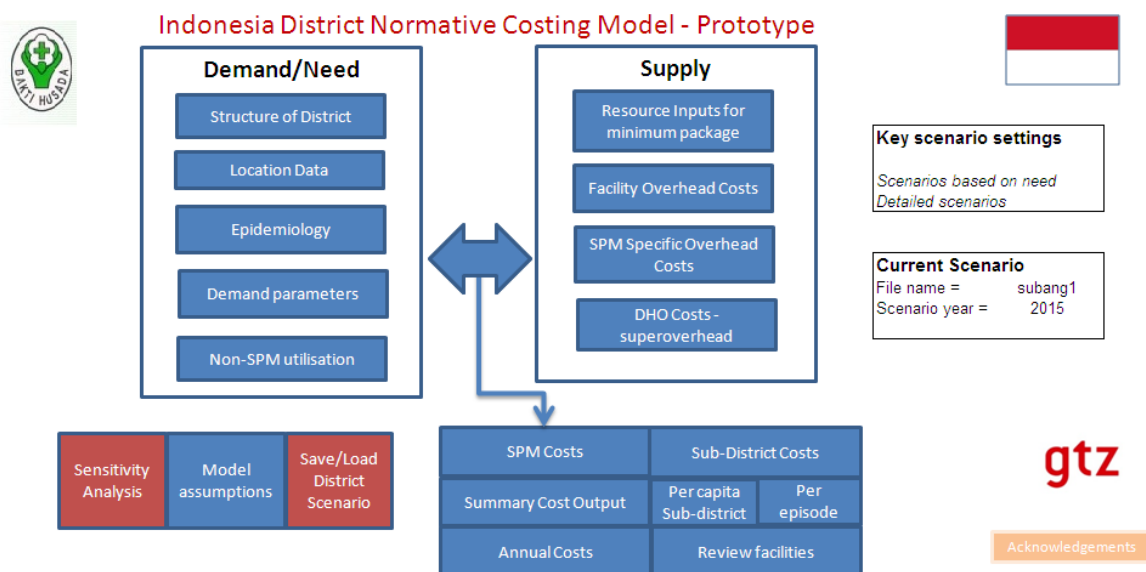 Indonesia District Normative Costing Model - Prototype
BAKTI HUSADA
Demand/Need
Structure of District
Location Data
Epidemiology
Demand parameters
Non-SPM utilisation
Supply
Resource Inputs for
minimum package
Facility Overhead Costs
SPM Specific Overhead
Costs
DHO Costs -
superoverhead
Key scenario settings
Scenarios based on need
Detailed scenarios
Current Scenario
File name = subang1
Scenario year = 2015
Sensitivity
Analysis
Model
assumptions
Save/Load
District
Scenario
SPM Costs
Sub-District Costs
Summary Cost Output
Per capita
Sub-district
Per
episode
Annual Costs
Review facilities
gtz
Acknowledgements